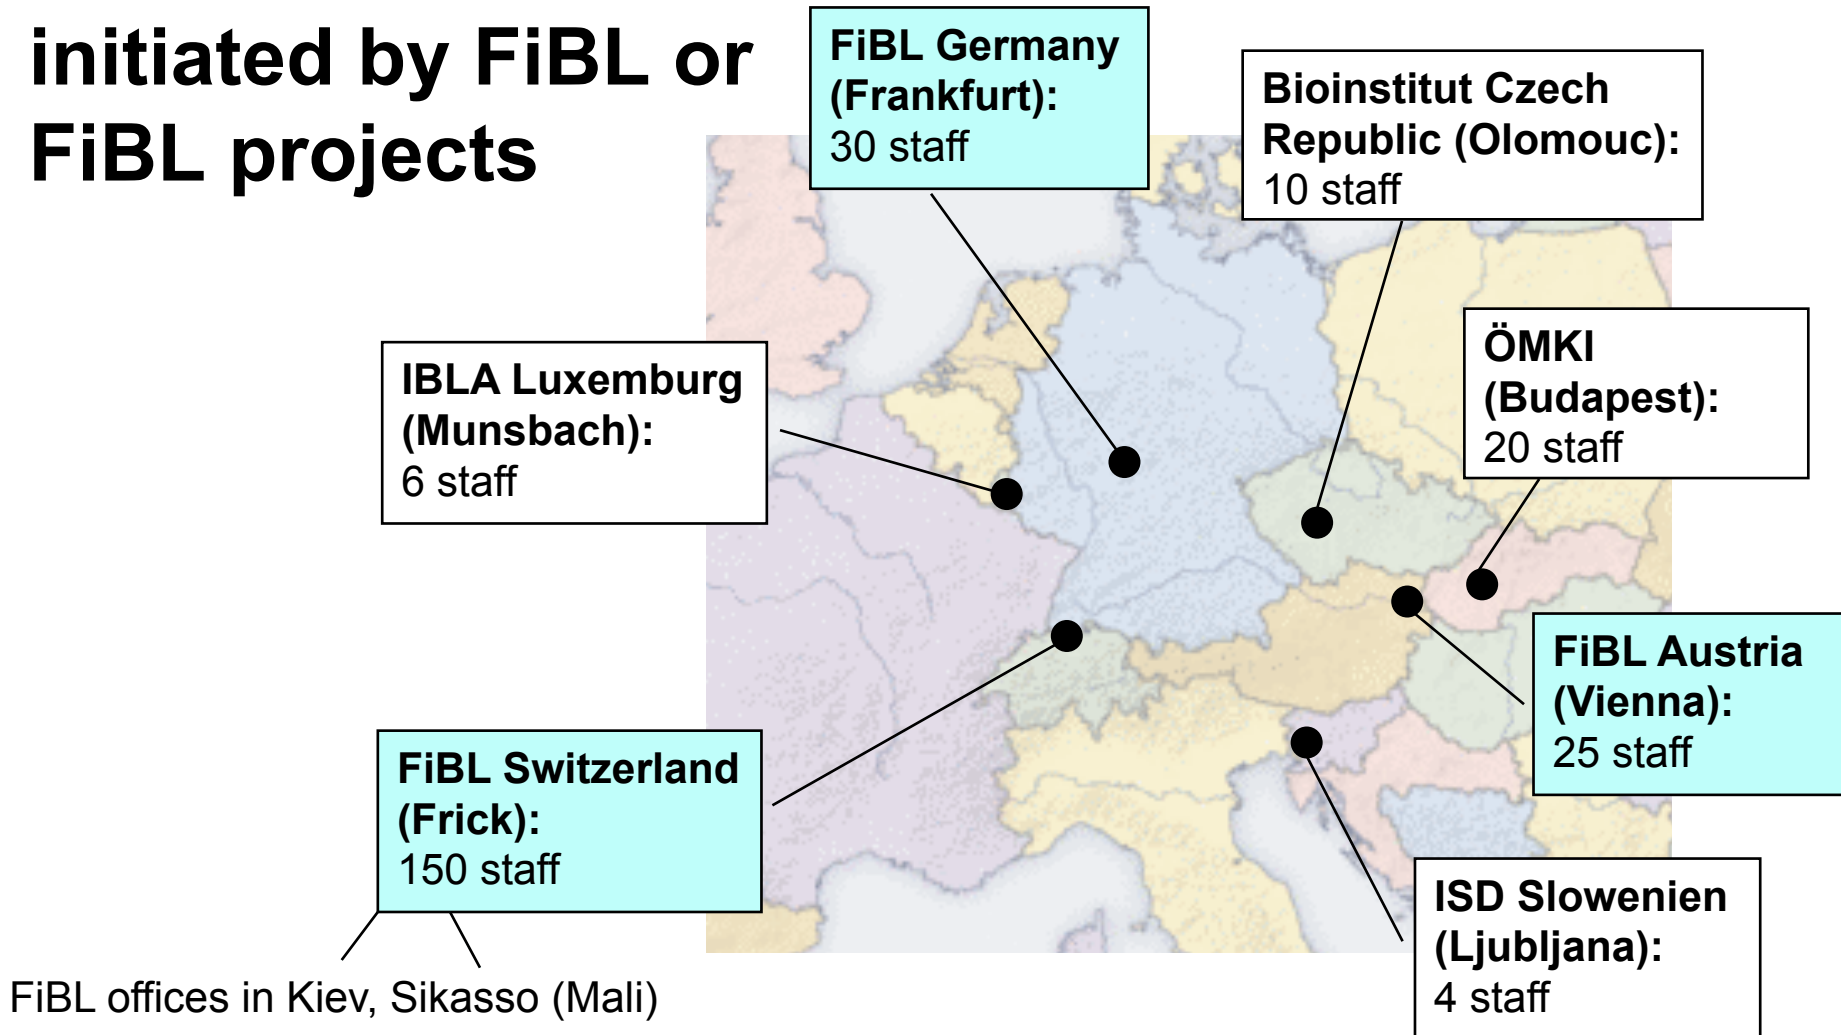 initiated by FiBL or
FiBL projects
FiBL Germany
(Frankfurt):
30 staff
Bioinstitut Czech
Republic (Olomouc):
10 staff
IBLA Luxemburg
(Munsbach):
6 staff
ÖMKI
(Budapest):
20 staff
FiBL Austria
(Vienna):
25 staff
FiBL Switzerland
(Frick):
150 staff
ISD Slowenien
(Ljubljana):
4 staff
FiBL offices in Kiev, Sikasso (Mali)